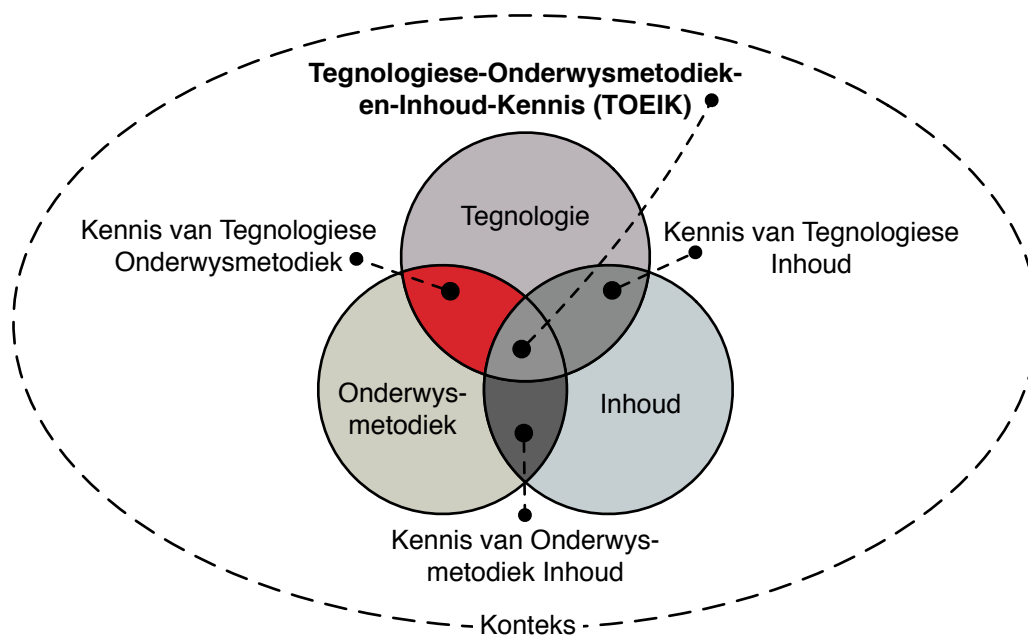 Tegnologiese-Onderwysmetodiek-
en-Inhoud-Kennis (TOEIK)
Tegnologie
Kennis van Tegnologiese
Onderwysmetodiek
Kennis van Tegnologiese
Inhoud
Onderwys-
metodiek
Inhoud
Kennis van Onderwys-
metodiek Inhoud
Konteks